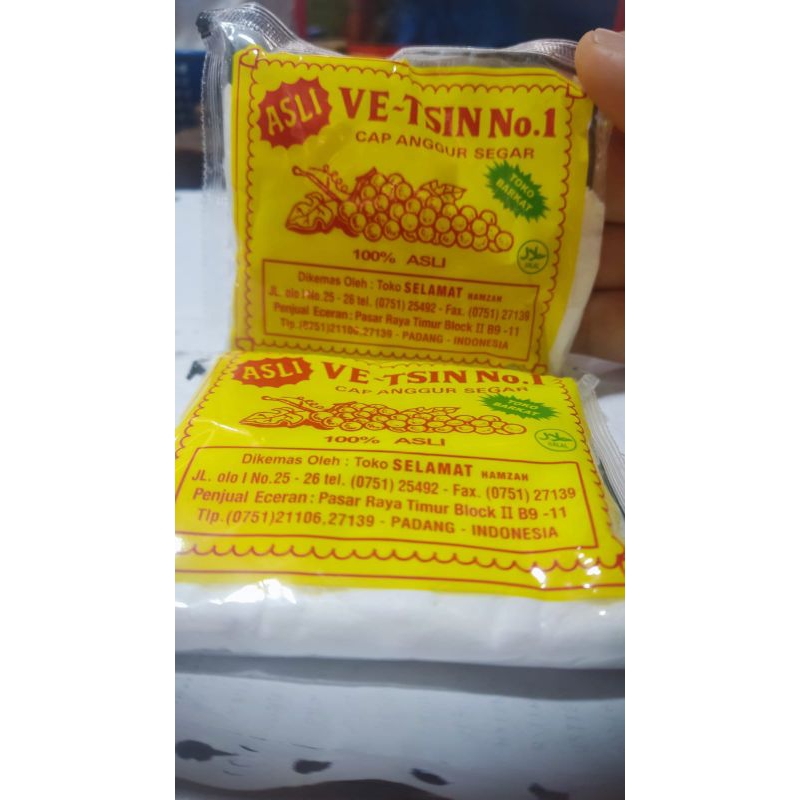 ASLI
VE-TSIN No.1
CAP ANGGUR SEGAR
TOKO
BARKAT
100% ASLI
HALAL
Dikemas Oleh : Toko SELAMAT HAMZAH
JL. olo I No.25 - 26 tel. (0751) 25492 - Fax. (0751) 27139
Penjual Eceran : Pasar Raya Timur Block II B9 -11
Tlp.(0751)21106,27139 - PADANG - INDONESIA
ASLI
VE-TSIN No.1
CAP ANGGUR SEGAR
TOKO
BARKAT
100% ASLI
HALAL
Dikemas Oleh : Toko SELAMAT HAMZAH
JL. olo I No.25 - 26 tel. (0751) 25492 - Fax. (0751) 27139
Penjual Eceran : Pasar Raya Timur Block II B9 -11
Tlp.(0751)21106,27139 - PADANG - INDONESIA